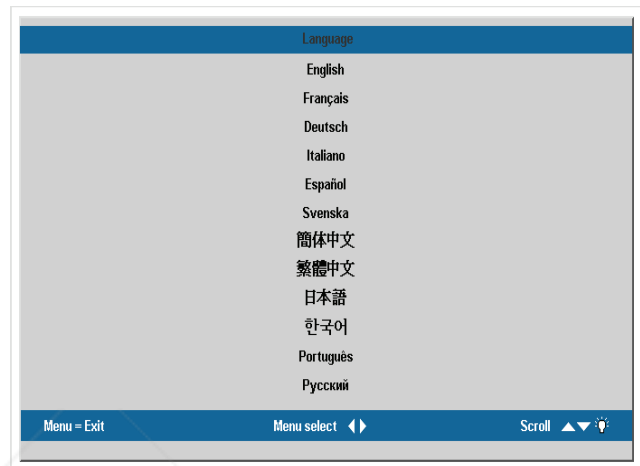 Language
English
Français
Deutsch
Italiano
Español
Svenska
簡体中文
繁體中文
日本語
한국어
Português
Русский
Menu = Exit Menu select Scroll